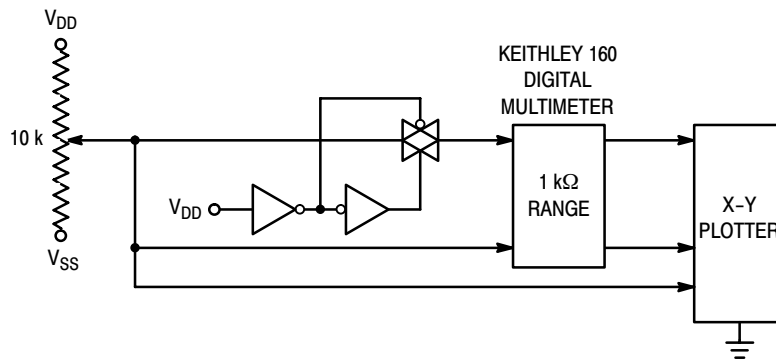 VDD
10 k
VSS
VDD
KEITHLEY 160
DIGITAL
MULTIMETER
1 kΩ
RANGE
X-Y
PLOTTER